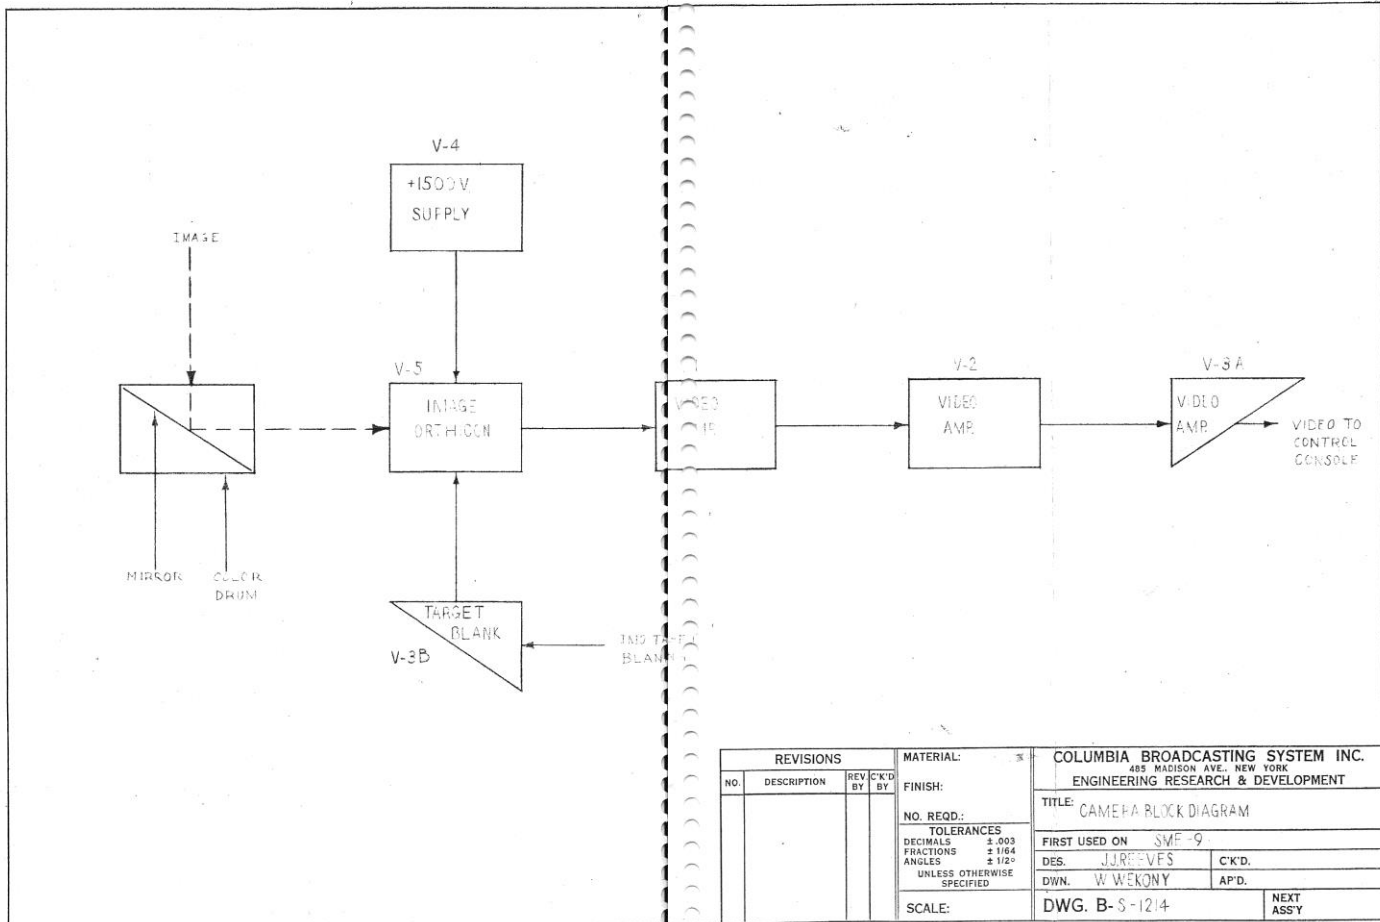 V-4
+1500V
SUPPLY
IMAGE
V-5
IMAGE
ORTHICON
VIDEO
V-2
VIDEO
AMP.
V-3A
VIDEO
AMP.
VIDEO TO
CONTROL
CONSOLE
MIRROR
COLOR
DRUM
TARGET
BLANK
V-3B
REVISIONS
NO. DESCRIPTION REV. BY C'K'D BY
MATERIAL:
FINISH:
NO. REQD.:
TOLERANCES
DECIMALS ± .003
FRACTIONS ± 1/64
ANGLES ± 1/2°
UNLESS OTHERWISE
SPECIFIED
SCALE:
COLUMBIA BROADCASTING SYSTEM INC.
485 MADISON AVE., NEW YORK
ENGINEERING RESEARCH & DEVELOPMENT
TITLE: CAMERA BLOCK DIAGRAM
FIRST USED ON SME-9
DES. J.J.REEVES C'K'D.
DWN. W WEKONY AP'D.
DWG. B-S-1214 NEXT ASS'Y